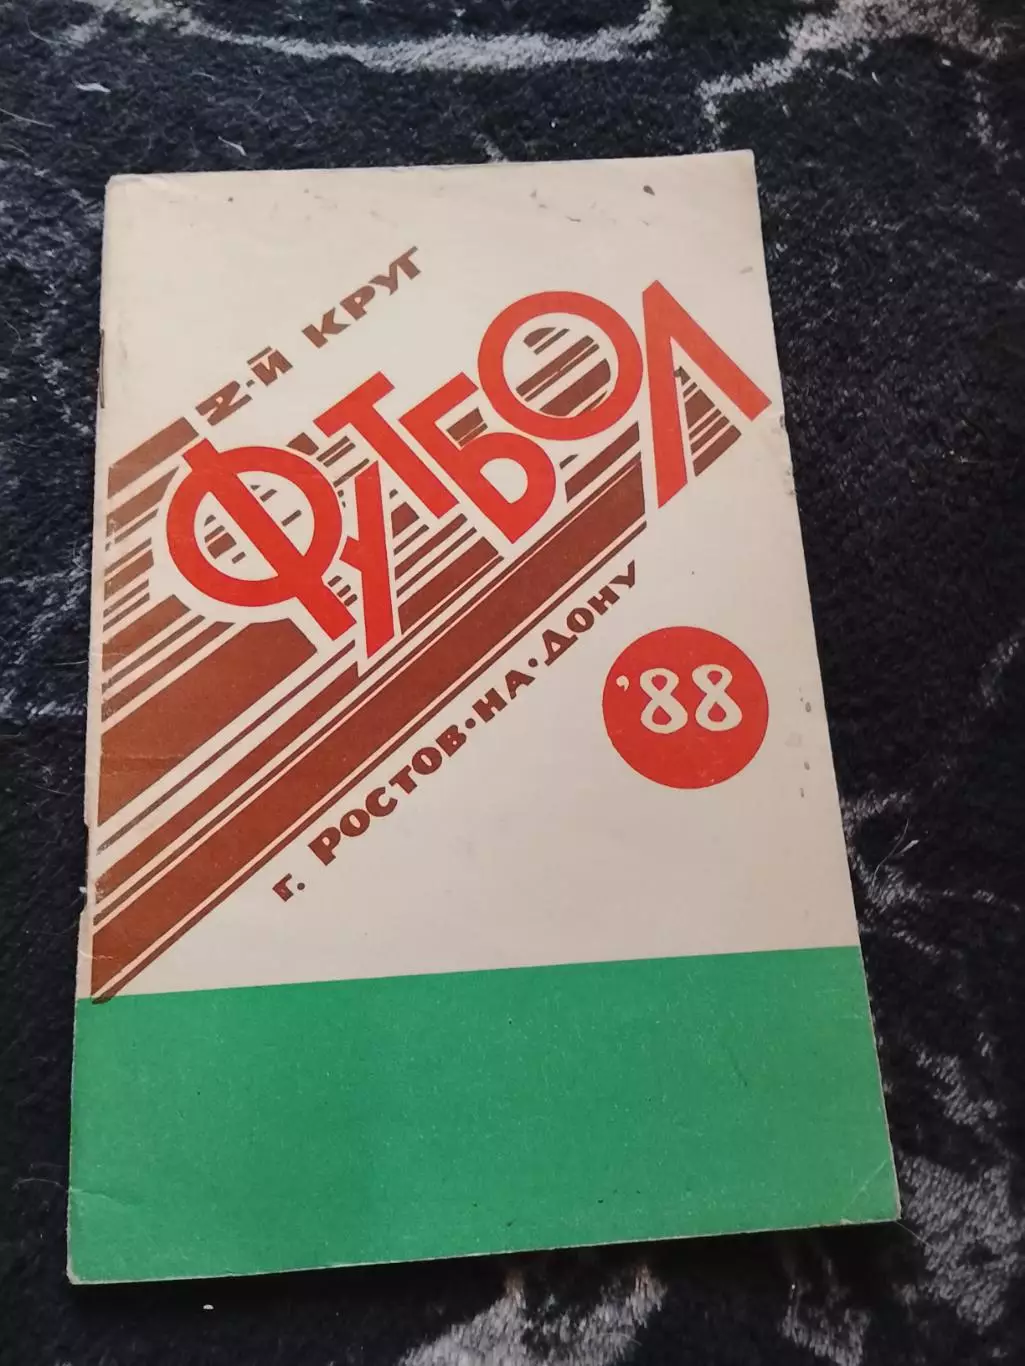 2-й КРУГ
ФУТБОЛ
г. РОСТОВ·НА·ДОНУ
'88